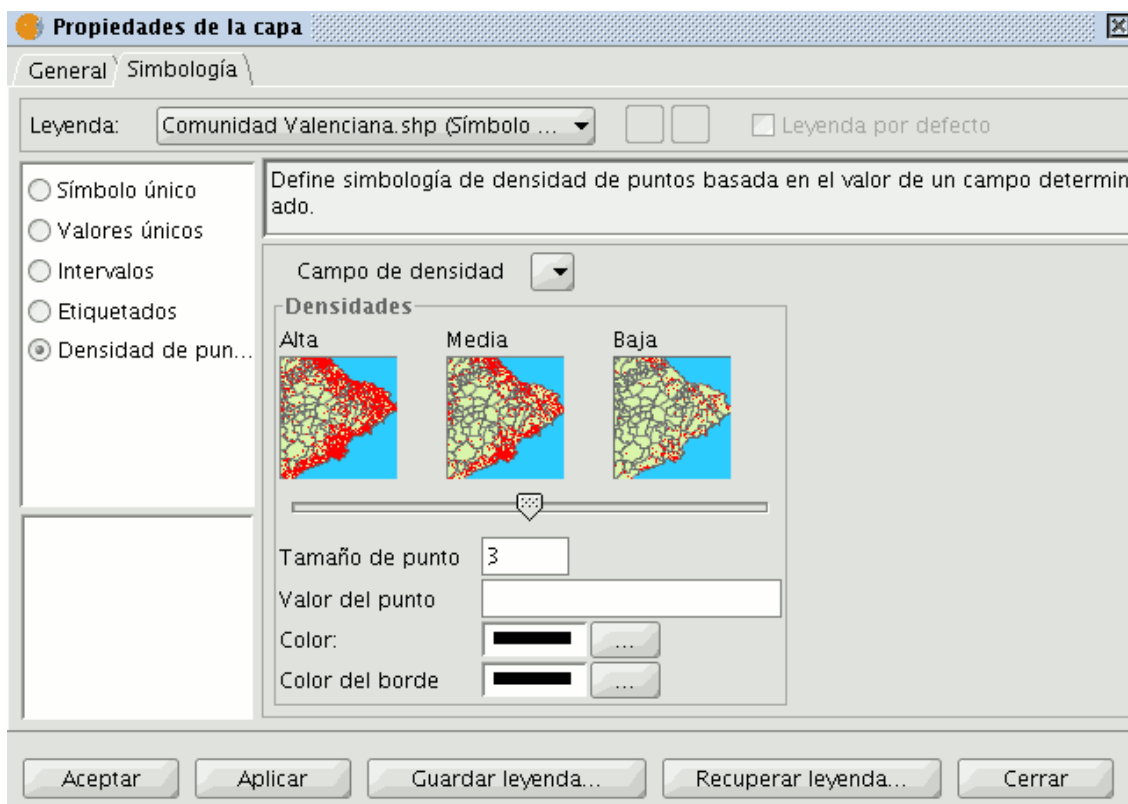 Propiedades de la capa
General
Simbología
Leyenda:
Comunidad Valenciana.shp (Símbolo ...
Leyenda por defecto
Símbolo único
Valores únicos
Intervalos
Etiquetados
Densidad de pun...
Define simbología de densidad de puntos basada en el valor de un campo determin
ado.
Campo de densidad
Densidades
Alta
Media
Baja
Tamaño de punto
3
Valor del punto
Color:
...
Color del borde
...
Aceptar
Aplicar
Guardar leyenda...
Recuperar leyenda...
Cerrar